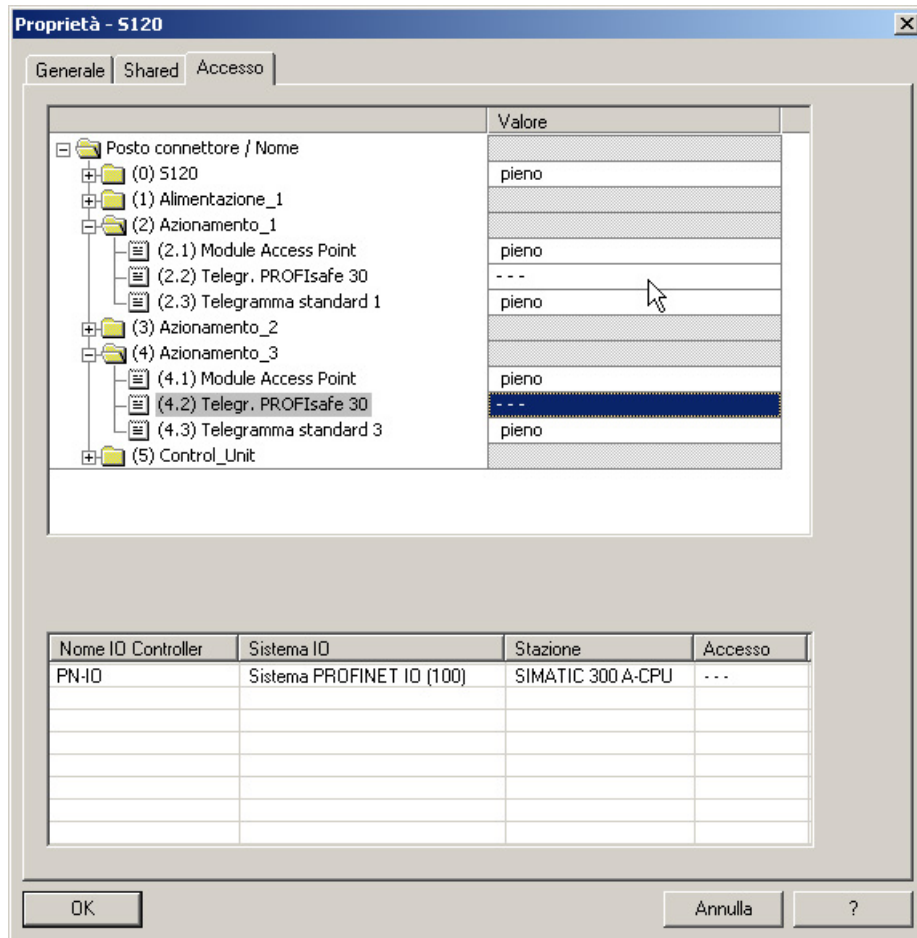 Proprietà - S120
Generale Shared Accesso
Valore
Posto connettore / Nome
(0) S120 pieno
(1) Alimentazione_1
(2) Azionamento_1
(2.1) Module Access Point pieno
(2.2) Telegr. PROFIsafe 30 - - -
(2.3) Telegramma standard 1 pieno
(3) Azionamento_2
(4) Azionamento_3
(4.1) Module Access Point pieno
(4.2) Telegr. PROFIsafe 30 - - -
(4.3) Telegramma standard 3 pieno
(5) Control_Unit
Nome IO Controller Sistema IO Stazione Accesso
PN-IO Sistema PROFINET IO (100) SIMATIC 300 A-CPU - - -
OK Annulla ?